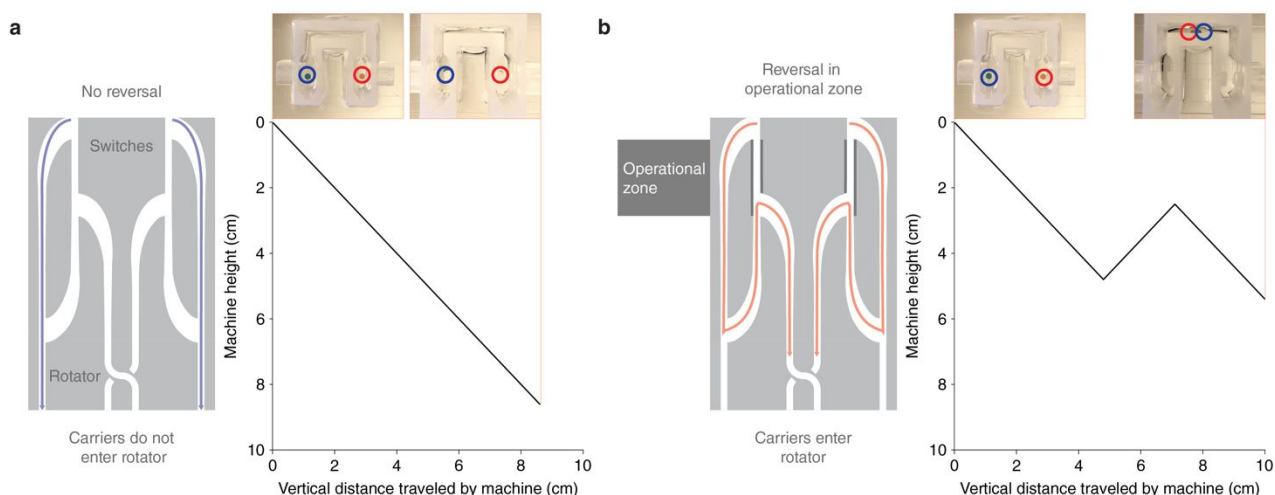 a
No reversal
Switches
Rotator
Carriers do not
enter rotator
Machine height (cm)
0
2
4
6
8
10
0
2
4
6
8
10
Vertical distance traveled by machine (cm)
b
Reversal in
operational zone
Operational
zone
Carriers enter
rotator
Machine height (cm)
0
2
4
6
8
10
0
2
4
6
8
10
Vertical distance traveled by machine (cm)